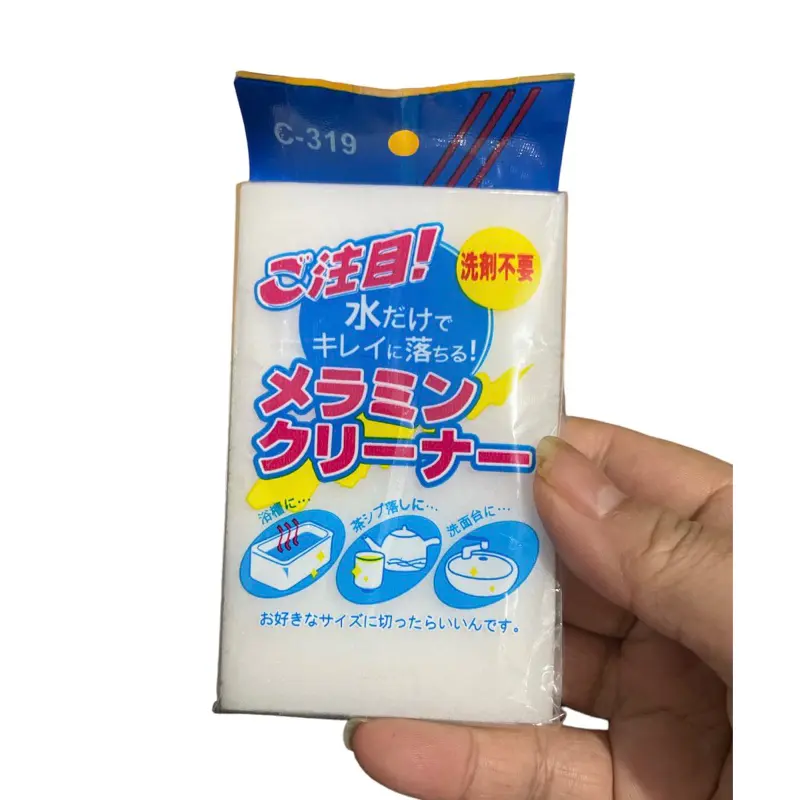 C-319
ご注目!
洗剤不要
水だけで
キレイに落ちる!
メラミン
クリーナー
浴槽に…
茶シブ落しに…
洗面台に…
お好きなサイズに切ったらいいんです。